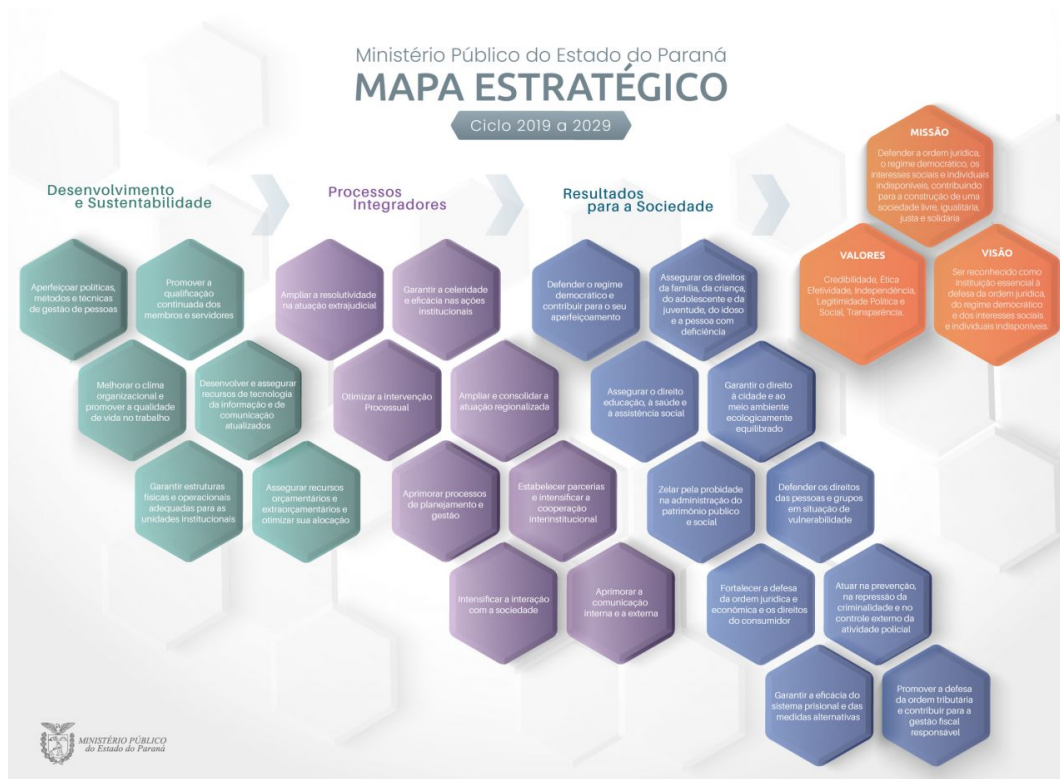 Ministério Público do Estado do Paraná
MAPA ESTRATÉGICO
Ciclo 2019 a 2029
Desenvolvimento
e Sustentabilidade
Aperfeiçoar políticas,
métodos e técnicas
de gestão de pessoas
Promover a
qualificação
continuada dos
membros e servidores
Melhorar o clima
organizacional e
promover a qualidade
de vida no trabalho
Desenvolver e assegurar
recursos de tecnologia
da informação e de
comunicação
atualizados
Garantir estruturas
físicas e operacionais
adequadas para as
unidades institucionais
Assegurar recursos
orçamentários e
extraorçamentários e
otimizar sua alocação
Processos
Integradores
Ampliar a resolutividade
na atuação extrajudicial
Garantir a celeridade
e eficácia nas ações
institucionais
Otimizar a intervenção
Processual
Ampliar e consolidar a
atuação regionalizada
Aprimorar processos
de planejamento e
gestão
Estabelecer parcerias
e intensificar a
cooperação
interinstitucional
Intensificar a interação
com a sociedade
Aprimorar a
comunicação
interna e a externa
Resultados
para a Sociedade
Defender o regime
democrático e
contribuir para o seu
aperfeiçoamento
Assegurar os direitos
da família, da criança,
do adolescente e da
juventude, do idoso
e a pessoa com
deficiência
Assegurar o direito
educação, à saúde e
à assistência social
Garantir o direito
à cidade e ao
meio ambiente
ecologicamente
equilibrado
Zelar pela probidade
na administração do
patrimônio público
e social
Defender os direitos
das pessoas e grupos
em situação de
vulnerabilidade
Fortalecer a defesa
da ordem jurídica e
econômica e os direitos
do consumidor
Atuar na prevenção,
na repressão da
criminalidade e no
controle externo da
atividade policial
Garantir a eficácia do
sistema prisional e das
medidas alternativas
Promover a defesa
da ordem tributária
e contribuir para a
gestão fiscal
responsável
MISSÃO
Defender a ordem jurídica,
o regime democrático, os
interesses sociais e individuais
indisponíveis, contribuindo
para a construção de uma
sociedade livre, igualitária,
justa e solidária
VALORES
Credibilidade, Ética
Efetividade, Independência,
Legitimidade Política e
Social, Transparência.
VISÃO
Ser reconhecido como
instituição essencial à
defesa da ordem jurídica,
do regime democrático
e dos interesses sociais
e individuais indisponíveis.
MINISTÉRIO PÚBLICO
do Estado do Paraná